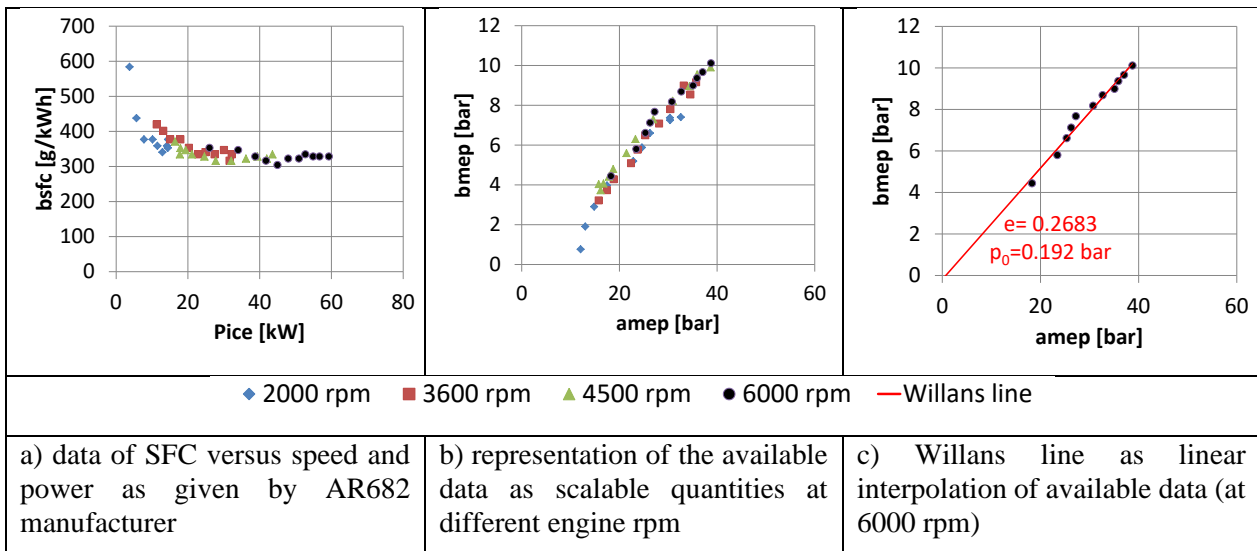 700
600
500
400
300
200
100
0
bsfc [g/kWh]
0 20 40 60 80
Pice [kW]
12
10
8
6
4
2
0
bmep [bar]
0 20 40 60
amep [bar]
12
10
8
6
4
2
0
bmep [bar]
e= 0.2683
p₀=0.192 bar
0 20 40 60
amep [bar]
2000 rpm 3600 rpm 4500 rpm 6000 rpm Willans line
a) data of SFC versus speed and
power as given by AR682
manufacturer
b) representation of the available
data as scalable quantities at
different engine rpm
c) Willans line as linear
interpolation of available data (at
6000 rpm)